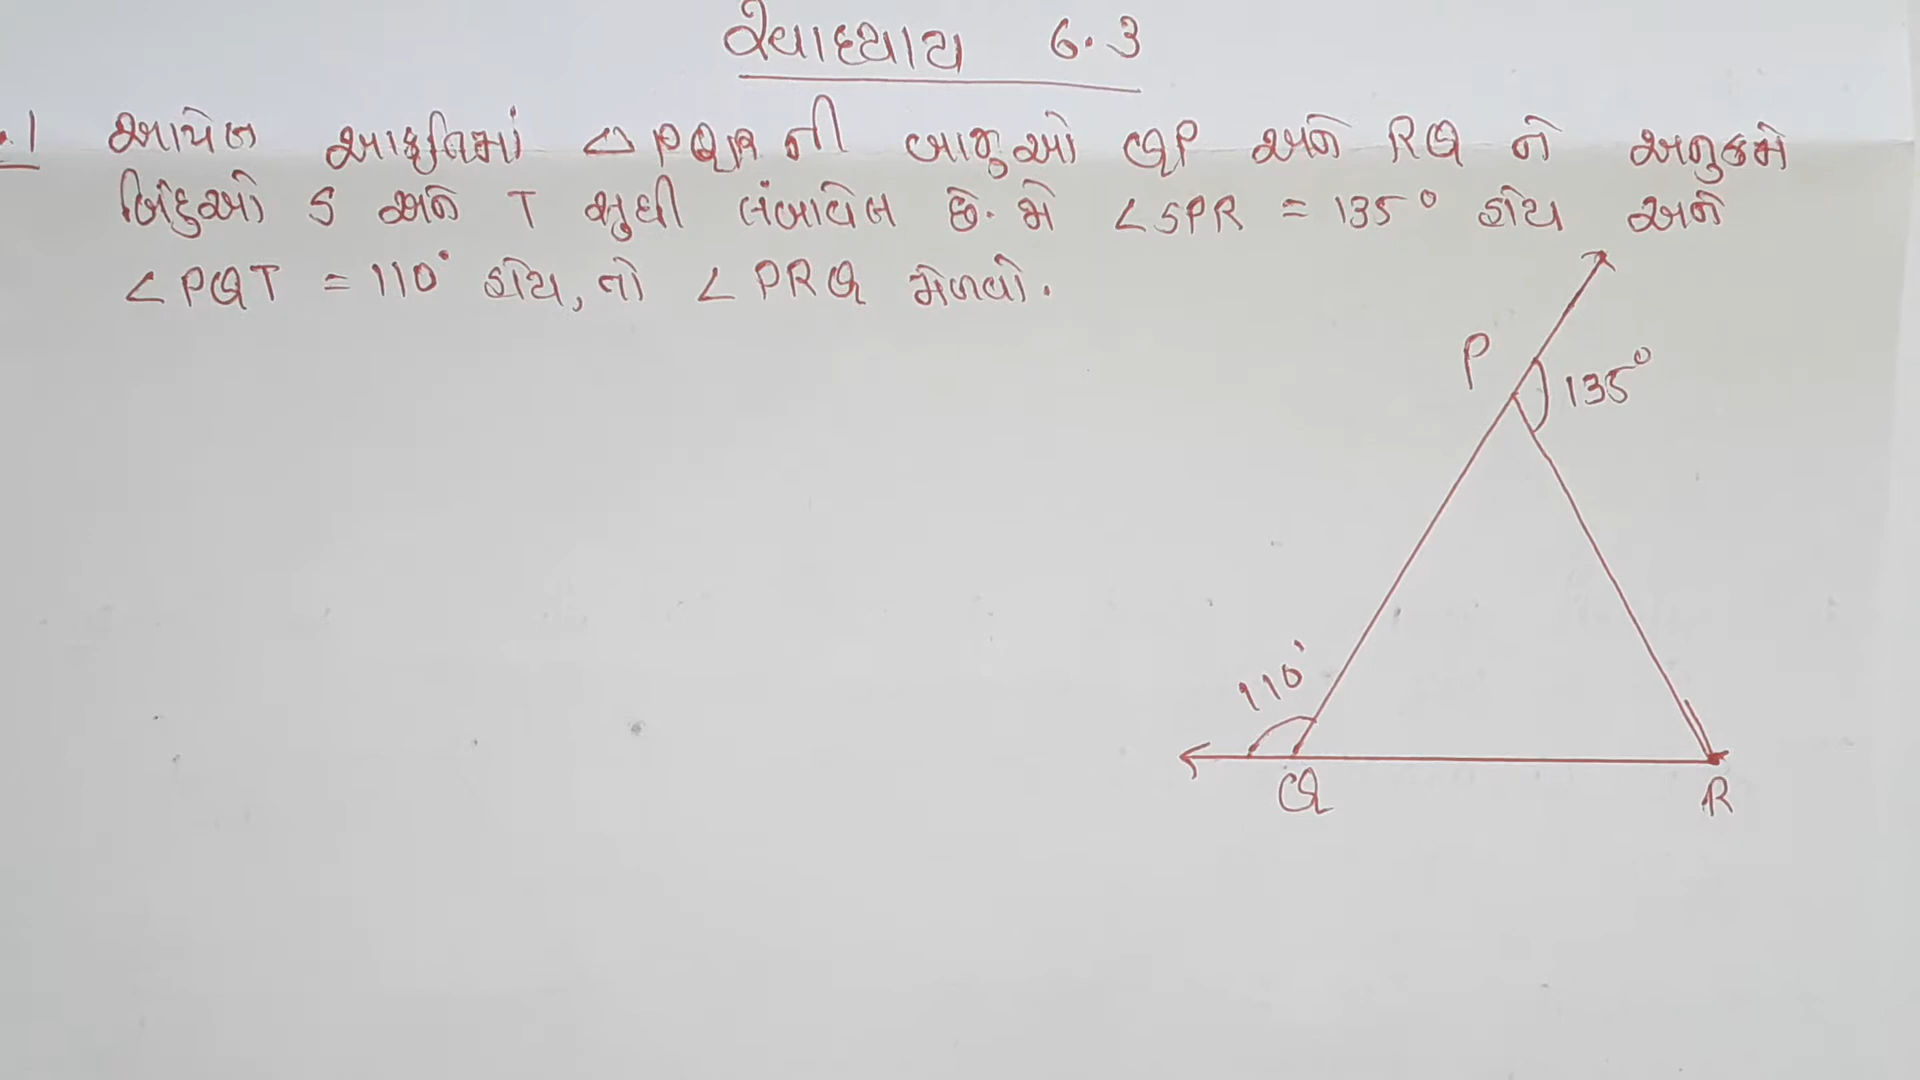 સ્વાધ્યાય 6.3
.1 આપેલ આકૃતિમાં △PQR ની બાજુઓ QP અને RQ ને અનુક્રમે
બિંદુઓ S અને T સુધી લંબાવેલ છે. જો ∠SPR = 135° હોય અને
∠PQT = 110° હોય, તો ∠PRQ મેળવો.
P
135°
110°
Q
R